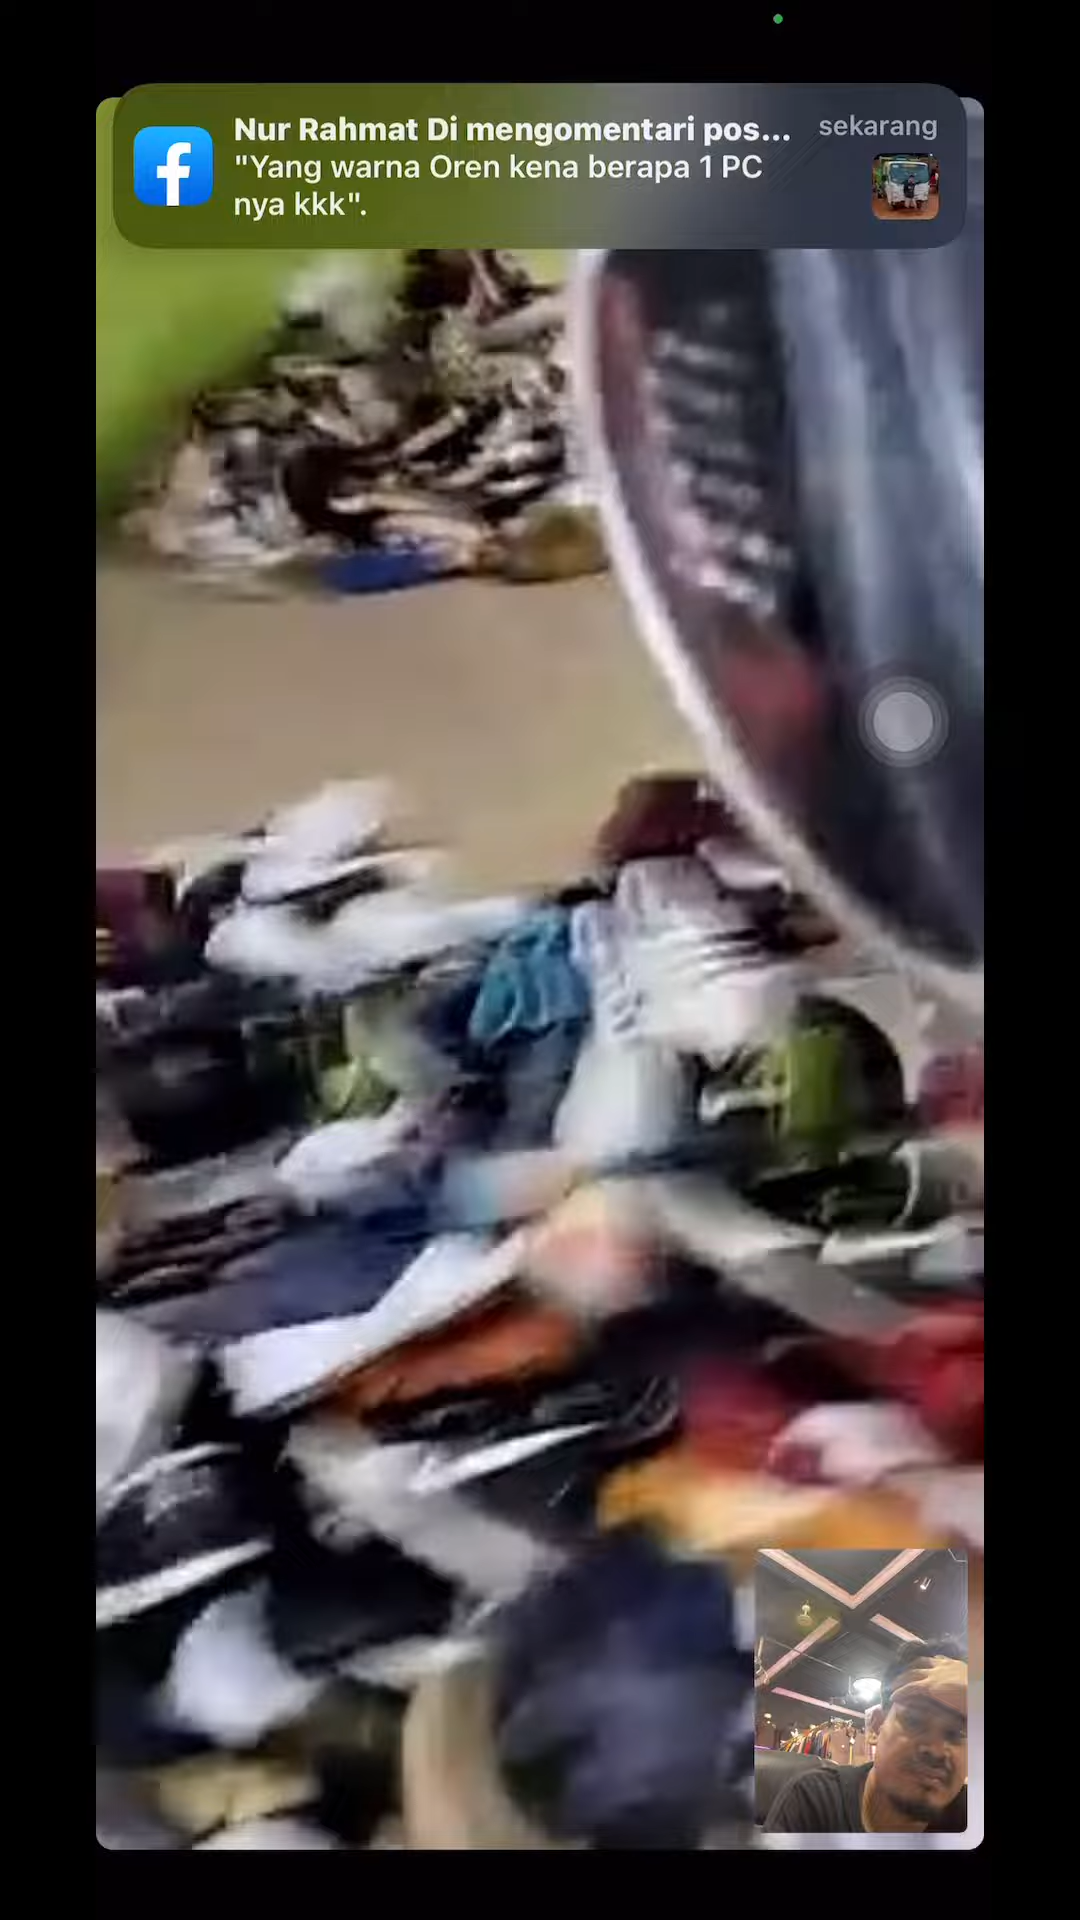 Nur Rahmat Di mengomentari pos...
sekarang
"Yang warna Oren kena berapa 1 PC
nya kkk".